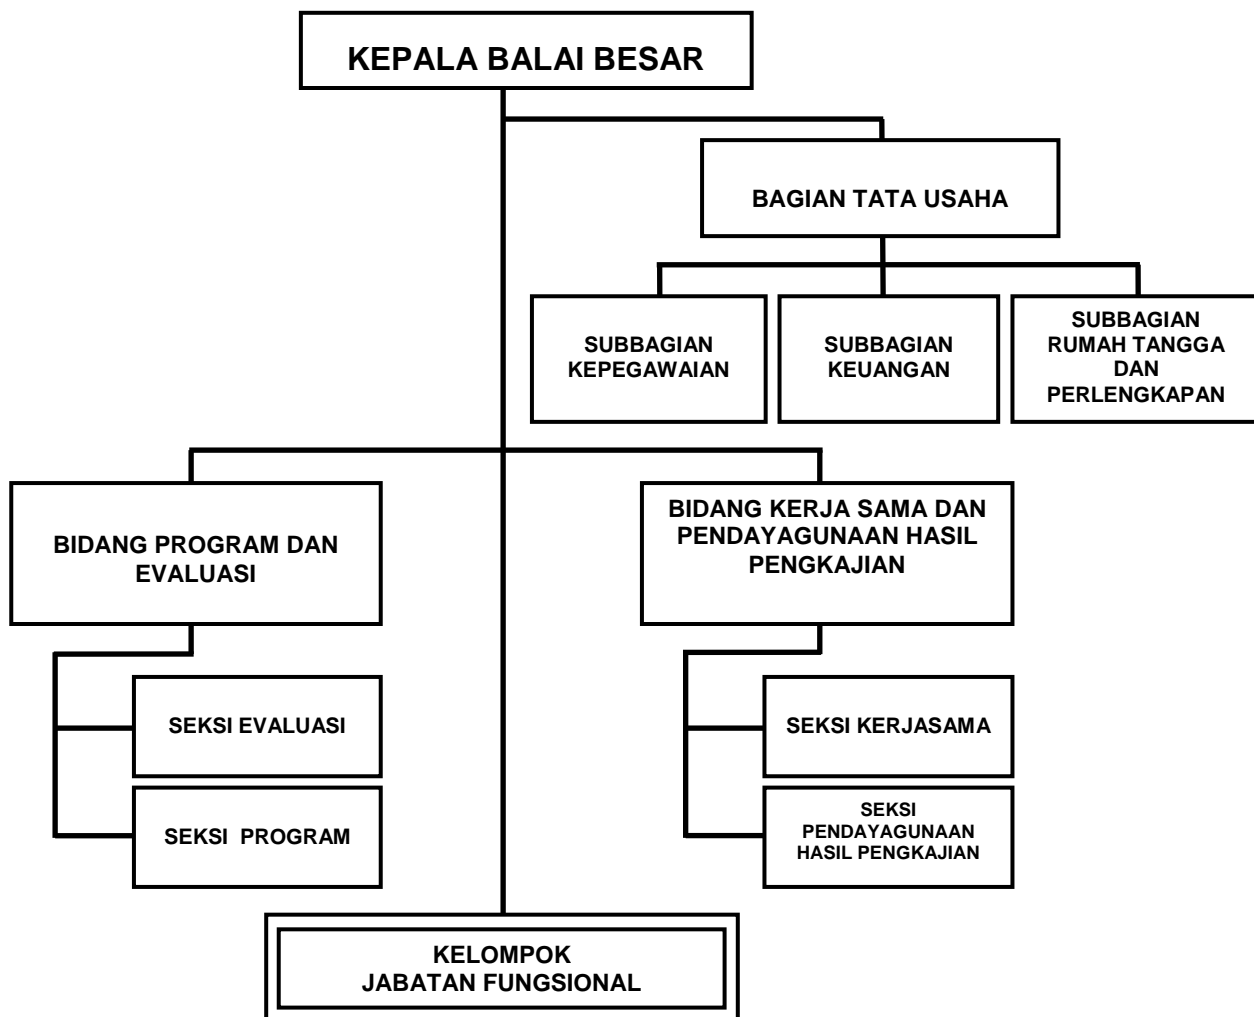 KEPALA BALAI BESAR
BAGIAN TATA USAHA
SUBBAGIAN
KEPEGAWAIAN
SUBBAGIAN
KEUANGAN
SUBBAGIAN
RUMAH TANGGA
DAN
PERLENGKAPAN
BIDANG PROGRAM DAN
EVALUASI
BIDANG KERJA SAMA DAN
PENDAYAGUNAAN HASIL
PENGKAJIAN
SEKSI EVALUASI
SEKSI PROGRAM
SEKSI KERJASAMA
SEKSI
PENDAYAGUNAAN
HASIL PENGKAJIAN
KELOMPOK
JABATAN FUNGSIONAL